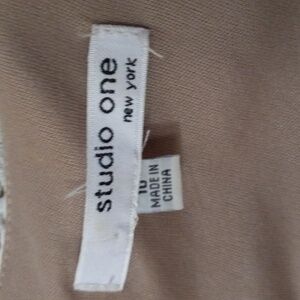 studio one
new york
10
MADE IN
CHINA